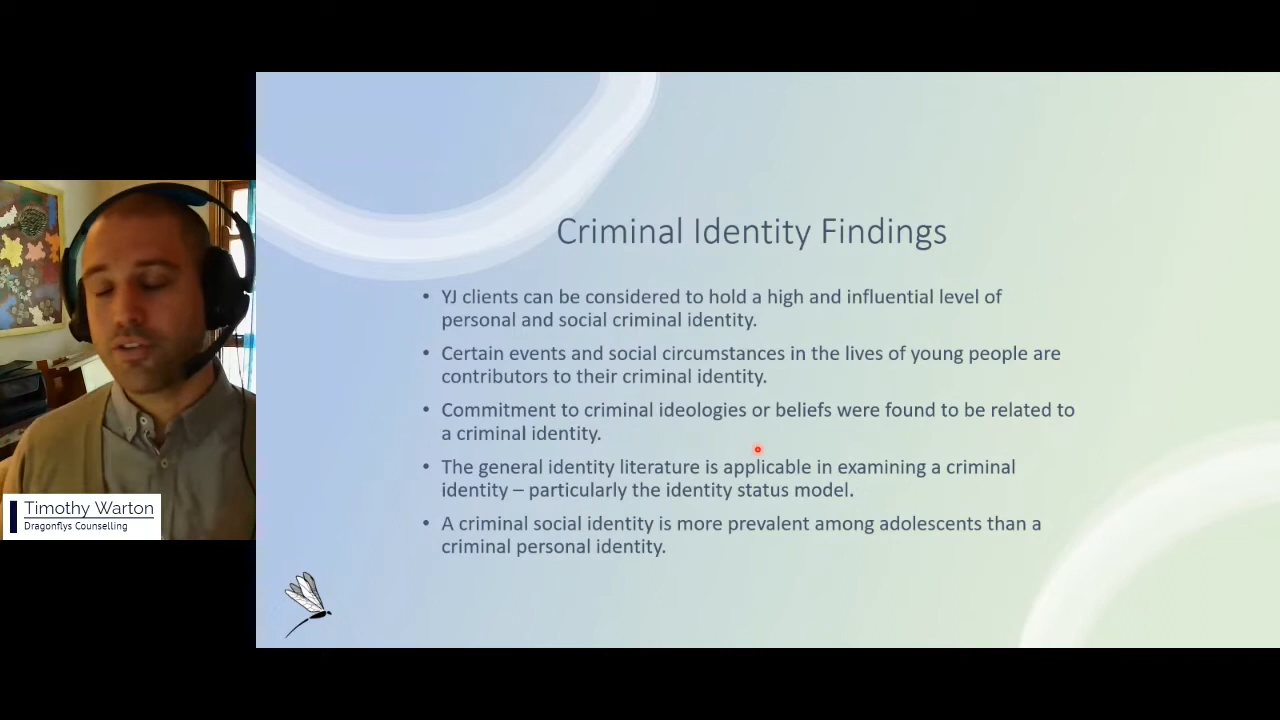 Criminal Identity Findings
• YJ clients can be considered to hold a high and influential level of
personal and social criminal identity.
• Certain events and social circumstances in the lives of young people are
contributors to their criminal identity.
• Commitment to criminal ideologies or beliefs were found to be related to
a criminal identity.
• The general identity literature is applicable in examining a criminal
identity – particularly the identity status model.
• A criminal social identity is more prevalent among adolescents than a
criminal personal identity.
Timothy Warton
Dragonflys Counselling